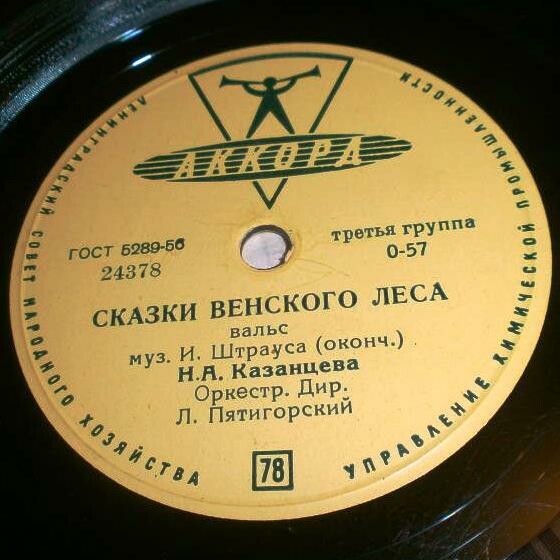 АККОРД
ЛЕНИНГРАДСКИЙ СОВЕТ НАРОДНОГО ХОЗЯЙСТВА
УПРАВЛЕНИЕ ХИМИЧЕСКОЙ ПРОМЫШЛЕННОСТИ
ГОСТ 5289-56
24378
третья группа
0-57
СКАЗКИ ВЕНСКОГО ЛЕСА
вальс
муз. И. Штрауса (оконч.)
Н.А. Казанцева
Оркестр. Дир.
Л. Пятигорский
78